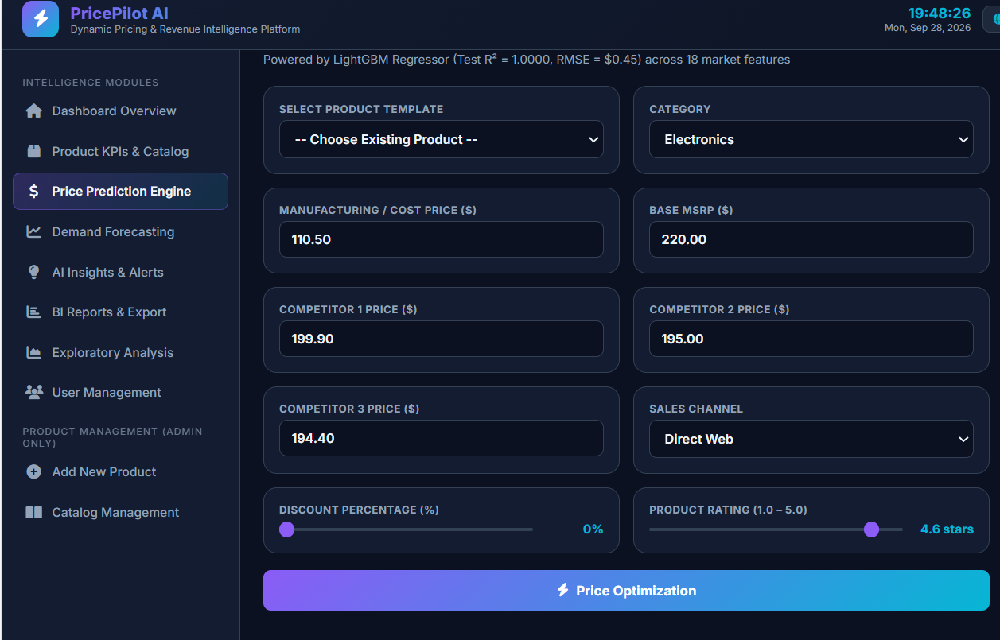 PricePilot AI
Dynamic Pricing & Revenue Intelligence Platform
19:48:26
Mon, Sep 28, 2026
INTELLIGENCE MODULES
Dashboard Overview
Product KPIs & Catalog
Price Prediction Engine
Demand Forecasting
AI Insights & Alerts
BI Reports & Export
Exploratory Analysis
User Management
PRODUCT MANAGEMENT (ADMIN
ONLY)
Add New Product
Catalog Management
Powered by LightGBM Regressor (Test R² = 1.0000, RMSE = $0.45) across 18 market features
SELECT PRODUCT TEMPLATE
-- Choose Existing Product --
CATEGORY
Electronics
MANUFACTURING / COST PRICE ($)
110.50
BASE MSRP ($)
220.00
COMPETITOR 1 PRICE ($)
199.90
COMPETITOR 2 PRICE ($)
195.00
COMPETITOR 3 PRICE ($)
194.40
SALES CHANNEL
Direct Web
DISCOUNT PERCENTAGE (%)
0%
PRODUCT RATING (1.0 – 5.0)
4.6 stars
Price Optimization